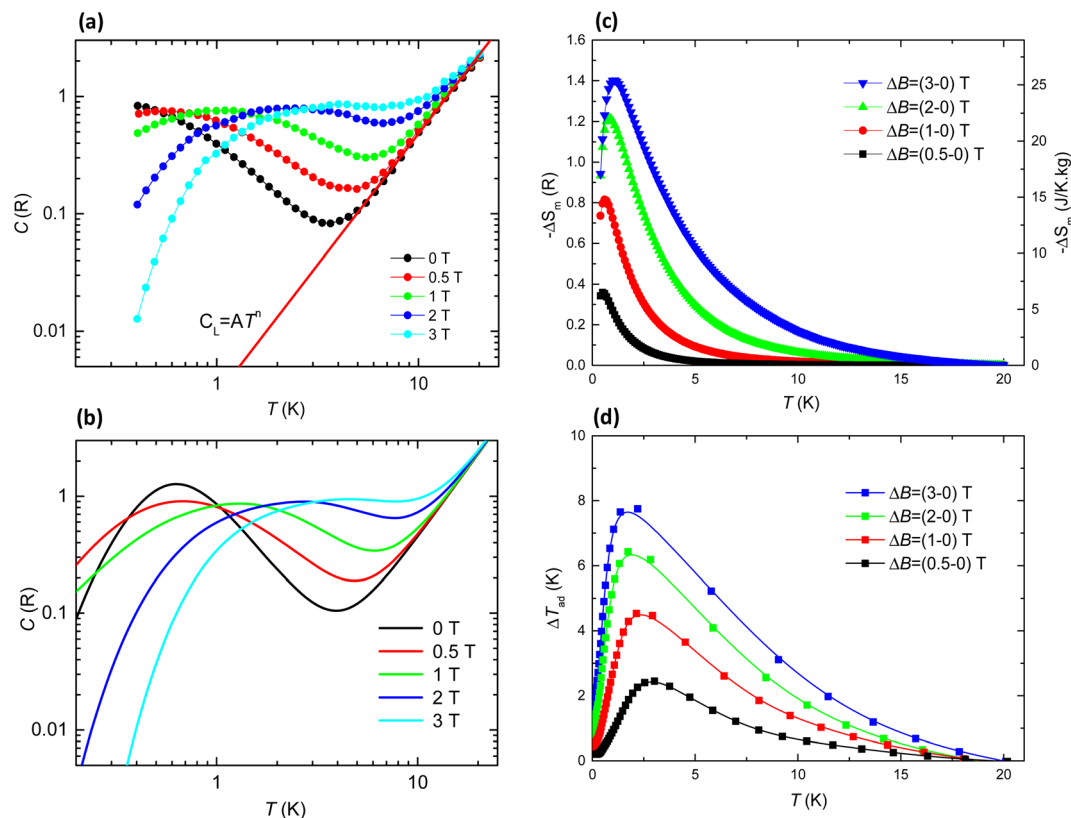 (a)
C (R)
1
0.1
0.01
0 T
0.5 T
1 T
2 T
3 T
C_L=AT^n
1
10
T (K)
(b)
C (R)
1
0.1
0.01
0 T
0.5 T
1 T
2 T
3 T
1
10
T (K)
(c)
-ΔS_m (R)
1.6
1.4
1.2
1.0
0.8
0.6
0.4
0.2
0.0
ΔB=(3-0) T
ΔB=(2-0) T
ΔB=(1-0) T
ΔB=(0.5-0) T
25
20
15
10
5
0
-ΔS_m (J/K.kg)
0 5 10 15 20
T (K)
(d)
ΔT_ad (K)
10
8
6
4
2
0
ΔB=(3-0) T
ΔB=(2-0) T
ΔB=(1-0) T
ΔB=(0.5-0) T
0 5 10 15 20
T (K)